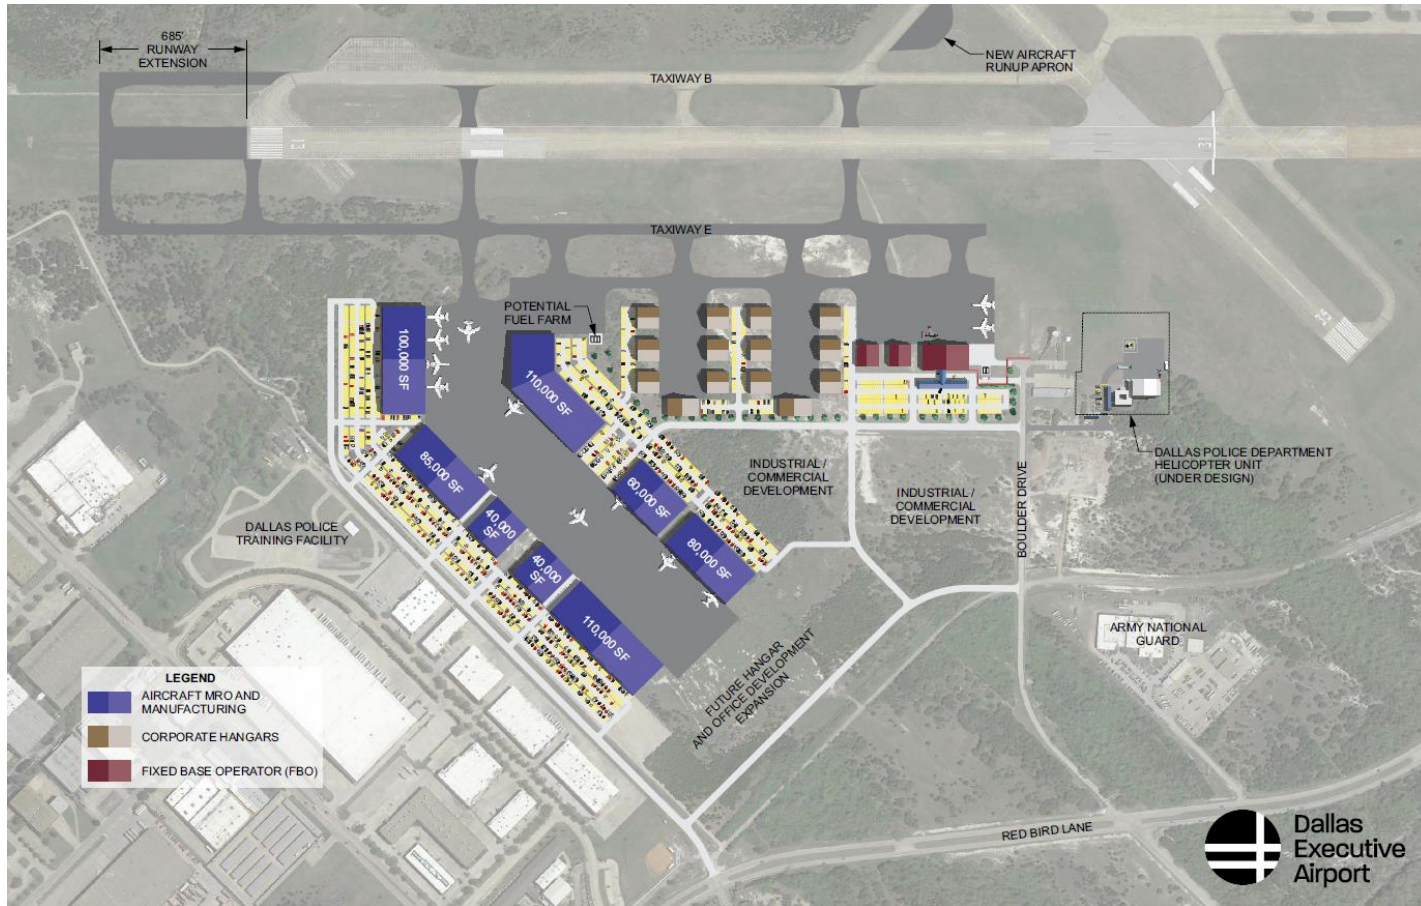 685'
RUNWAY
EXTENSION
TAXIWAY B
NEW AIRCRAFT
RUNUP APRON
13
31
TAXIWAY E
35
POTENTIAL
FUEL FARM
100,000 SF
110,000 SF
85,000 SF
40,000
SF
40,000
SF
110,000 SF
60,000 SF
80,000 SF
INDUSTRIAL /
COMMERCIAL
DEVELOPMENT
INDUSTRIAL /
COMMERCIAL
DEVELOPMENT
BOULDER DRIVE
DALLAS POLICE DEPARTMENT
HELICOPTER UNIT
(UNDER DESIGN)
DALLAS POLICE
TRAINING FACILITY
ARMY NATIONAL
GUARD
FUTURE HANGAR
AND OFFICE DEVELOPMENT
EXPANSION
LEGEND
AIRCRAFT MRO AND
MANUFACTURING
CORPORATE HANGARS
FIXED BASE OPERATOR (FBO)
RED BIRD LANE
Dallas
Executive
Airport